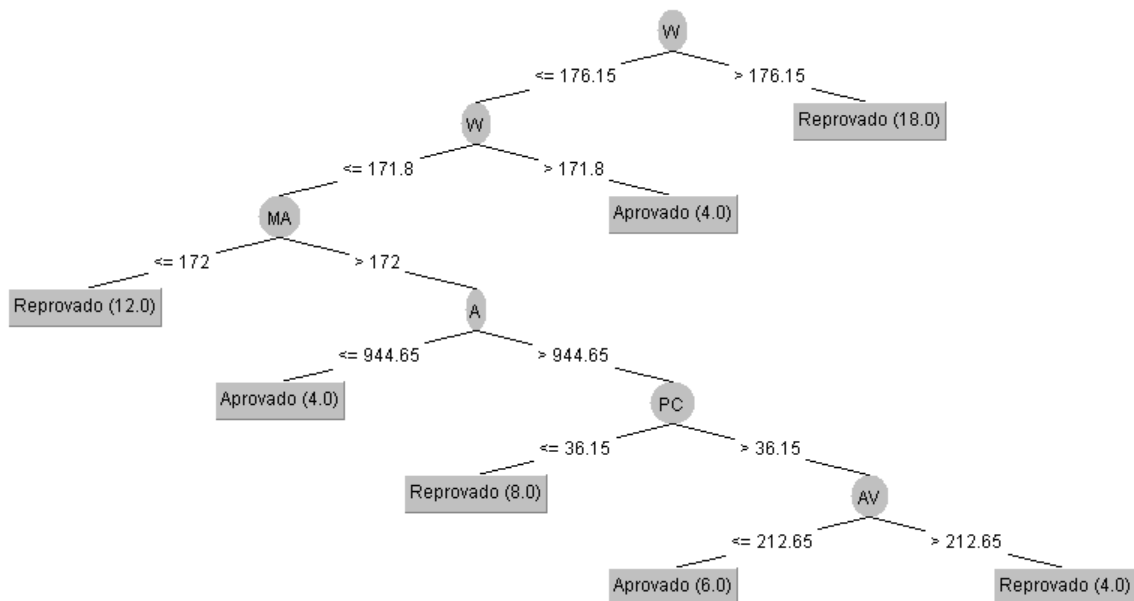 W
<= 176.15 > 176.15
W Reprovado (18.0)
<= 171.8 > 171.8
MA Aprovado (4.0)
<= 172 > 172
Reprovado (12.0) A
<= 944.65 > 944.65
Aprovado (4.0) PC
<= 36.15 > 36.15
Reprovado (8.0) AV
<= 212.65 > 212.65
Aprovado (6.0) Reprovado (4.0)